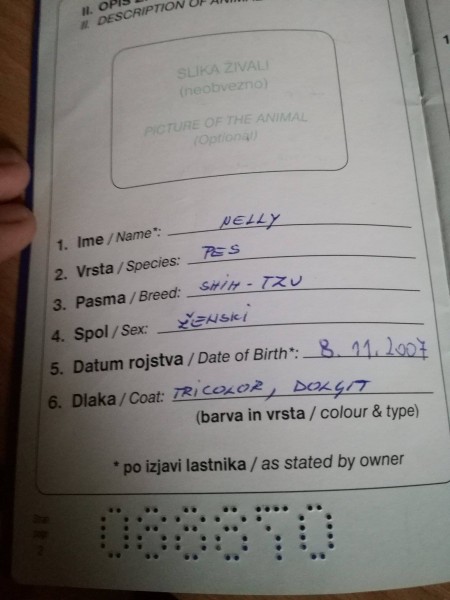 II. OPIS
II. DESCRIPTION OF
SLIKA ŽIVALI
(neobvezno)
PICTURE OF THE ANIMAL
(Optional)
1. Ime / Name*: NELLY
2. Vrsta / Species: PES
3. Pasma / Breed: SHIH-TZU
4. Spol / Sex: ŽENSKI
5. Datum rojstva / Date of Birth*: 8. 11. 2007
6. Dlaka / Coat: TRICOLOR, DOLGIT
(barva in vrsta / colour & type)
* po izjavi lastnika / as stated by owner